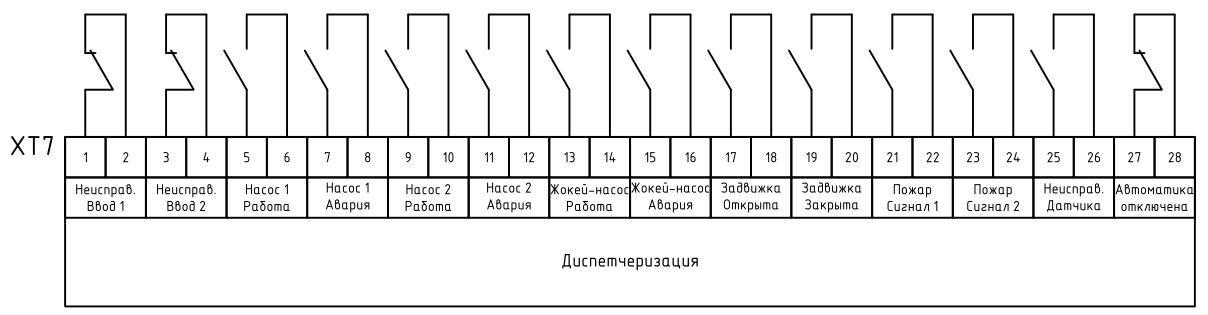 XT7
1 2 3 4 5 6 7 8 9 10 11 12 13 14 15 16 17 18 19 20 21 22 23 24 25 26 27 28
Неисправ. Неисправ. Насос 1 Насос 1 Насос 2 Насос 2 Жокей-насос Жокей-насос Задвижка Задвижка Пожар Пожар Неисправ. Автоматика
Ввод 1 Ввод 2 Работа Авария Работа Авария Работа Авария Открыта Закрыта Сигнал 1 Сигнал 2 Датчика отключена
Диспетчеризация